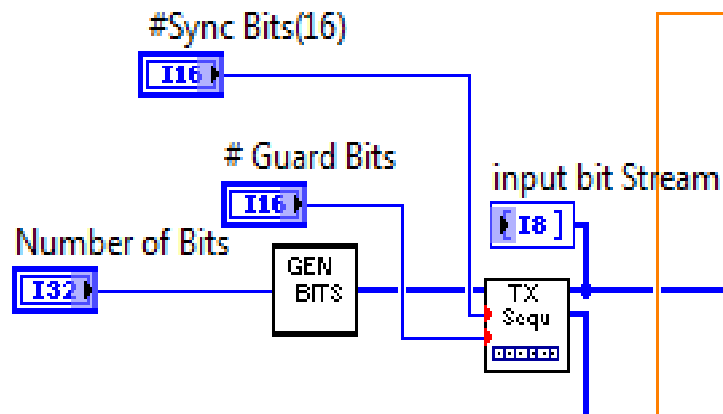 #Sync Bits(16)
I16
# Guard Bits
I16
input bit Stream
[ I8 ]
Number of Bits
I32
GEN
BITS
TX
Sequ